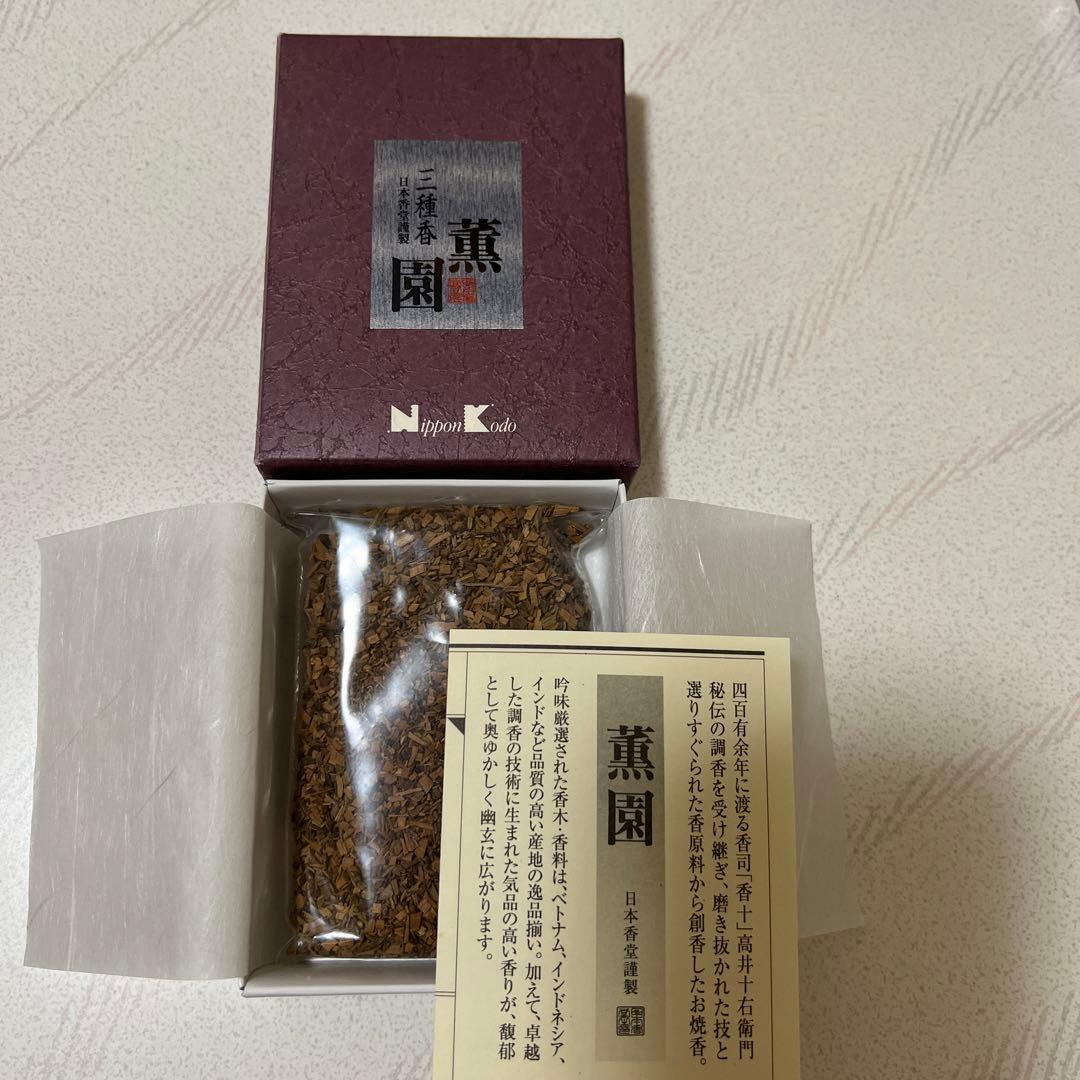 薫園
三種香
日本香堂謹製
Nippon Kodo
四百有余年に渡る香司「香十」高井十右衛門
秘伝の調香を受け継ぎ、磨き抜かれた技と
選りすぐられた香原料から創香したお焼香。
薫園
日本香堂謹製
吟味厳選された香木・香料は、ベトナム、インドネシア、
インドなど品質の高い産地の逸品揃い。加えて、卓越
した調香の技術に生まれた気品の高い香りが、馥郁
として奥ゆかしく幽玄に広がります。